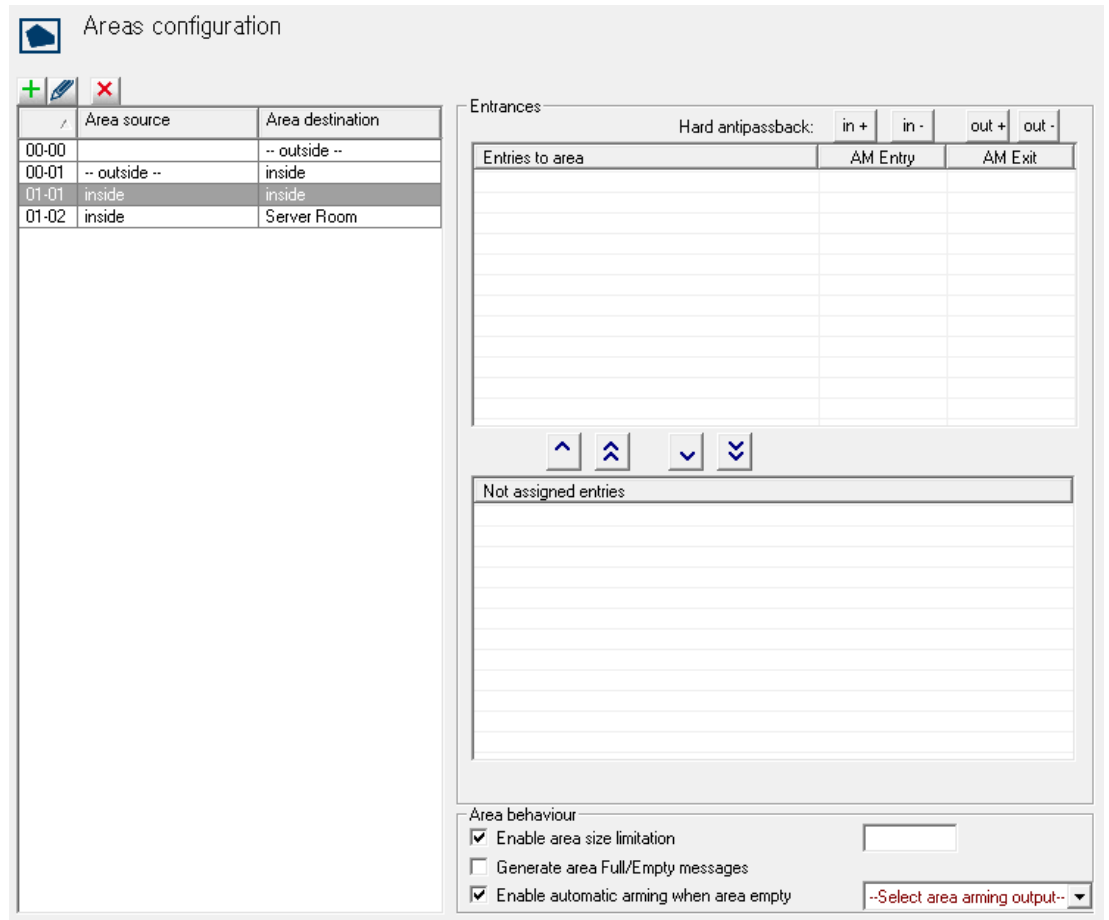 Areas configuration
Area source Area destination
00-00 -- outside --
00-01 -- outside -- inside
01-01 inside inside
01-02 inside Server Room
Entrances
Hard antipassback: in + in - out + out -
Entries to area AM Entry AM Exit
Not assigned entries
Area behaviour
Enable area size limitation
Generate area Full/Empty messages
Enable automatic arming when area empty --Select area arming output--